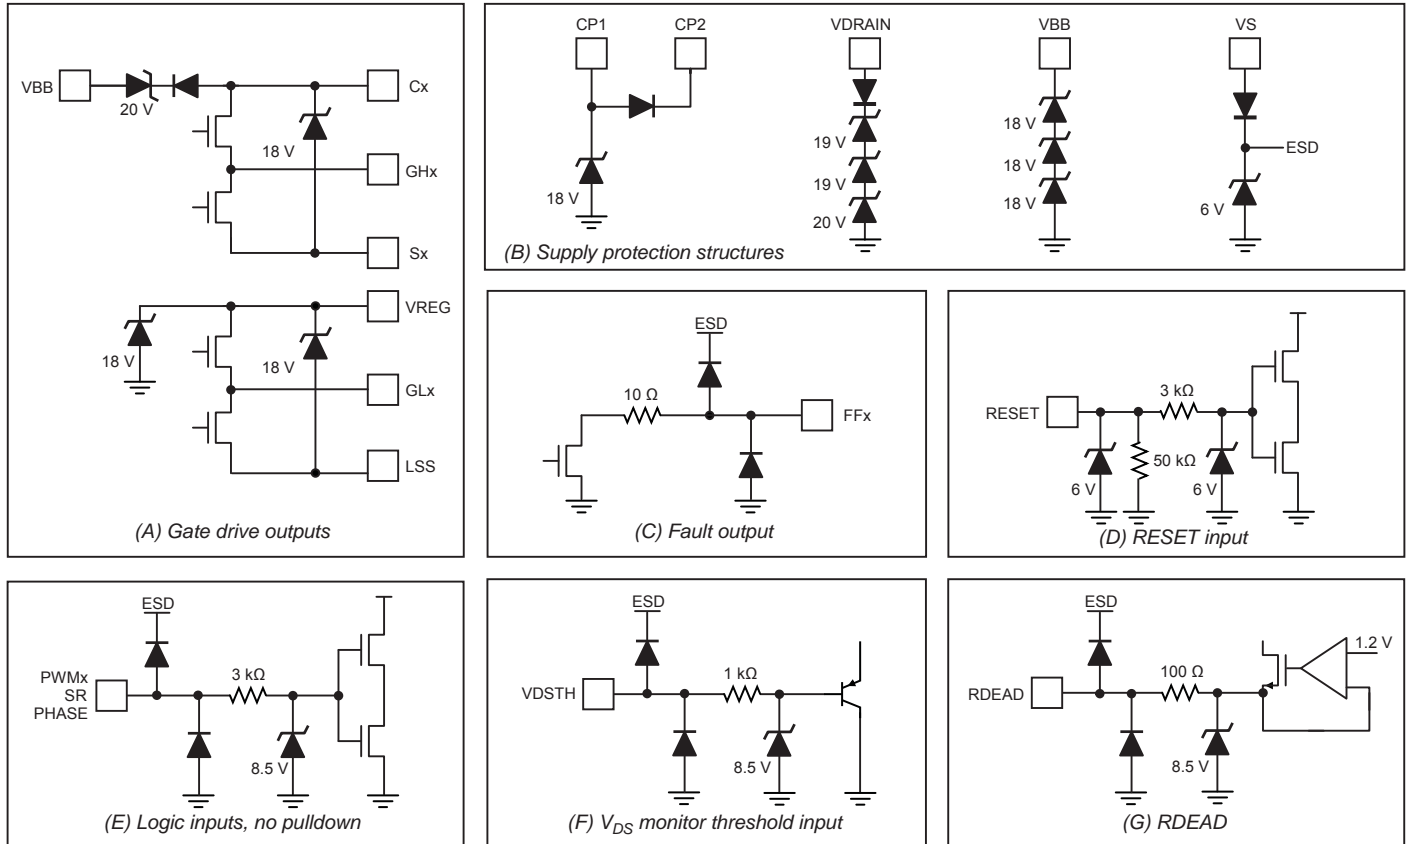 VBB
20 V
18 V
Cx
GHx
Sx
VREG
18 V
18 V
GLx
LSS
(A) Gate drive outputs
CP1
CP2
VDRAIN
VBB
VS
18 V
19 V
19 V
20 V
18 V
18 V
18 V
ESD
6 V
(B) Supply protection structures
ESD
10 Ω
FFx
(C) Fault output
RESET
3 kΩ
50 kΩ
6 V
6 V
(D) RESET input
ESD
PWMx
SR
PHASE
3 kΩ
8.5 V
(E) Logic inputs, no pulldown
ESD
VDSTH
1 kΩ
8.5 V
(F) VDS monitor threshold input
ESD
RDEAD
100 Ω
1.2 V
8.5 V
(G) RDEAD